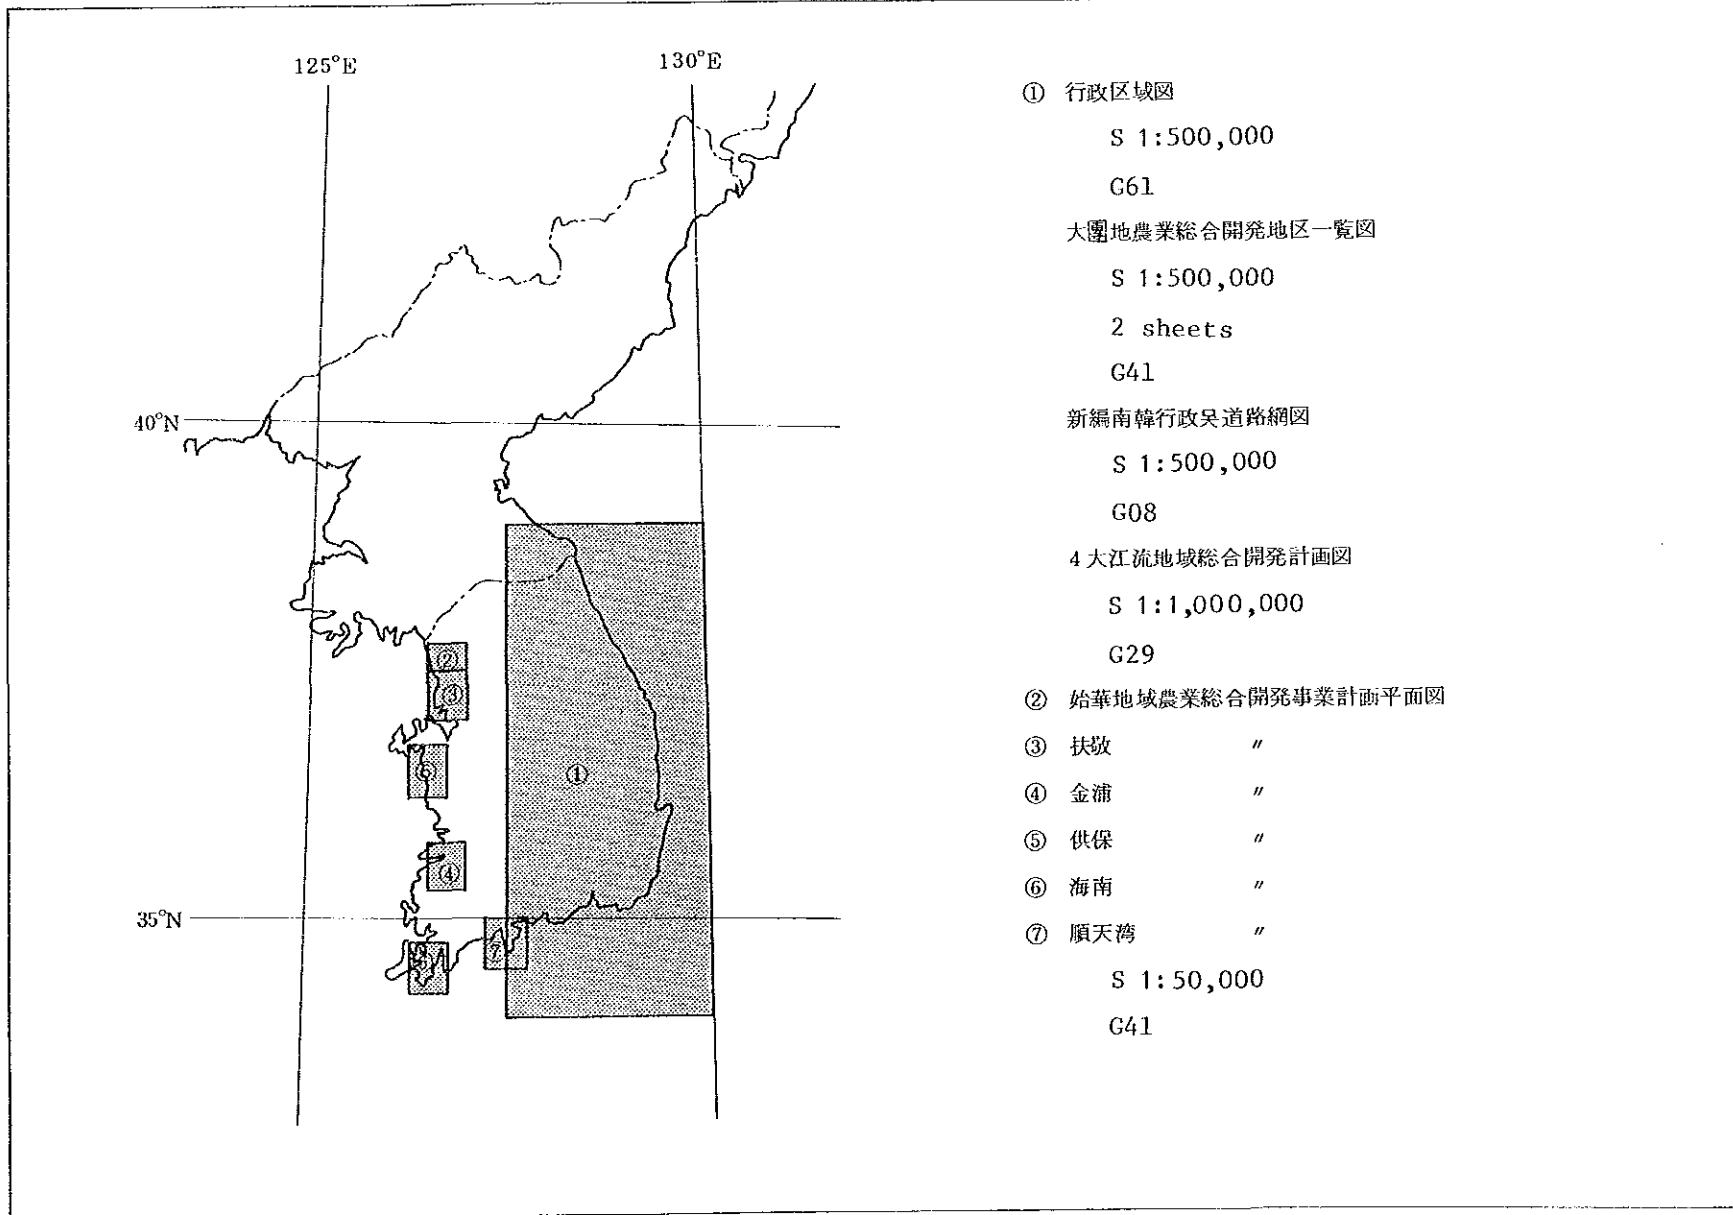 125°E
130°E
40°N
35°N
②
③
⑥
①
④
⑦
① 行政区域図
S 1:500,000
G61
大團地農業総合開発地区一覧図
S 1:500,000
2 sheets
G41
新編南韓行政吴道路網図
S 1:500,000
G08
4大江流地域総合開発計画図
S 1:1,000,000
G29
② 始華地域農業総合開発事業計画平面図
③ 扶敬 〃
④ 金浦 〃
⑤ 供保 〃
⑥ 海南 〃
⑦ 順天湾 〃
S 1:50,000
G41